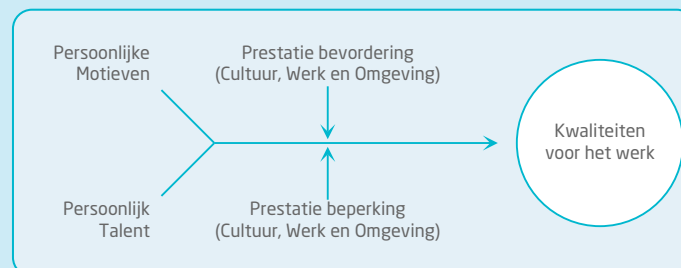 Persoonlijke
Motieven
Prestatie bevordering
(Cultuur, Werk en Omgeving)
Kwaliteiten
voor het werk
Persoonlijk
Talent
Prestatie beperking
(Cultuur, Werk en Omgeving)